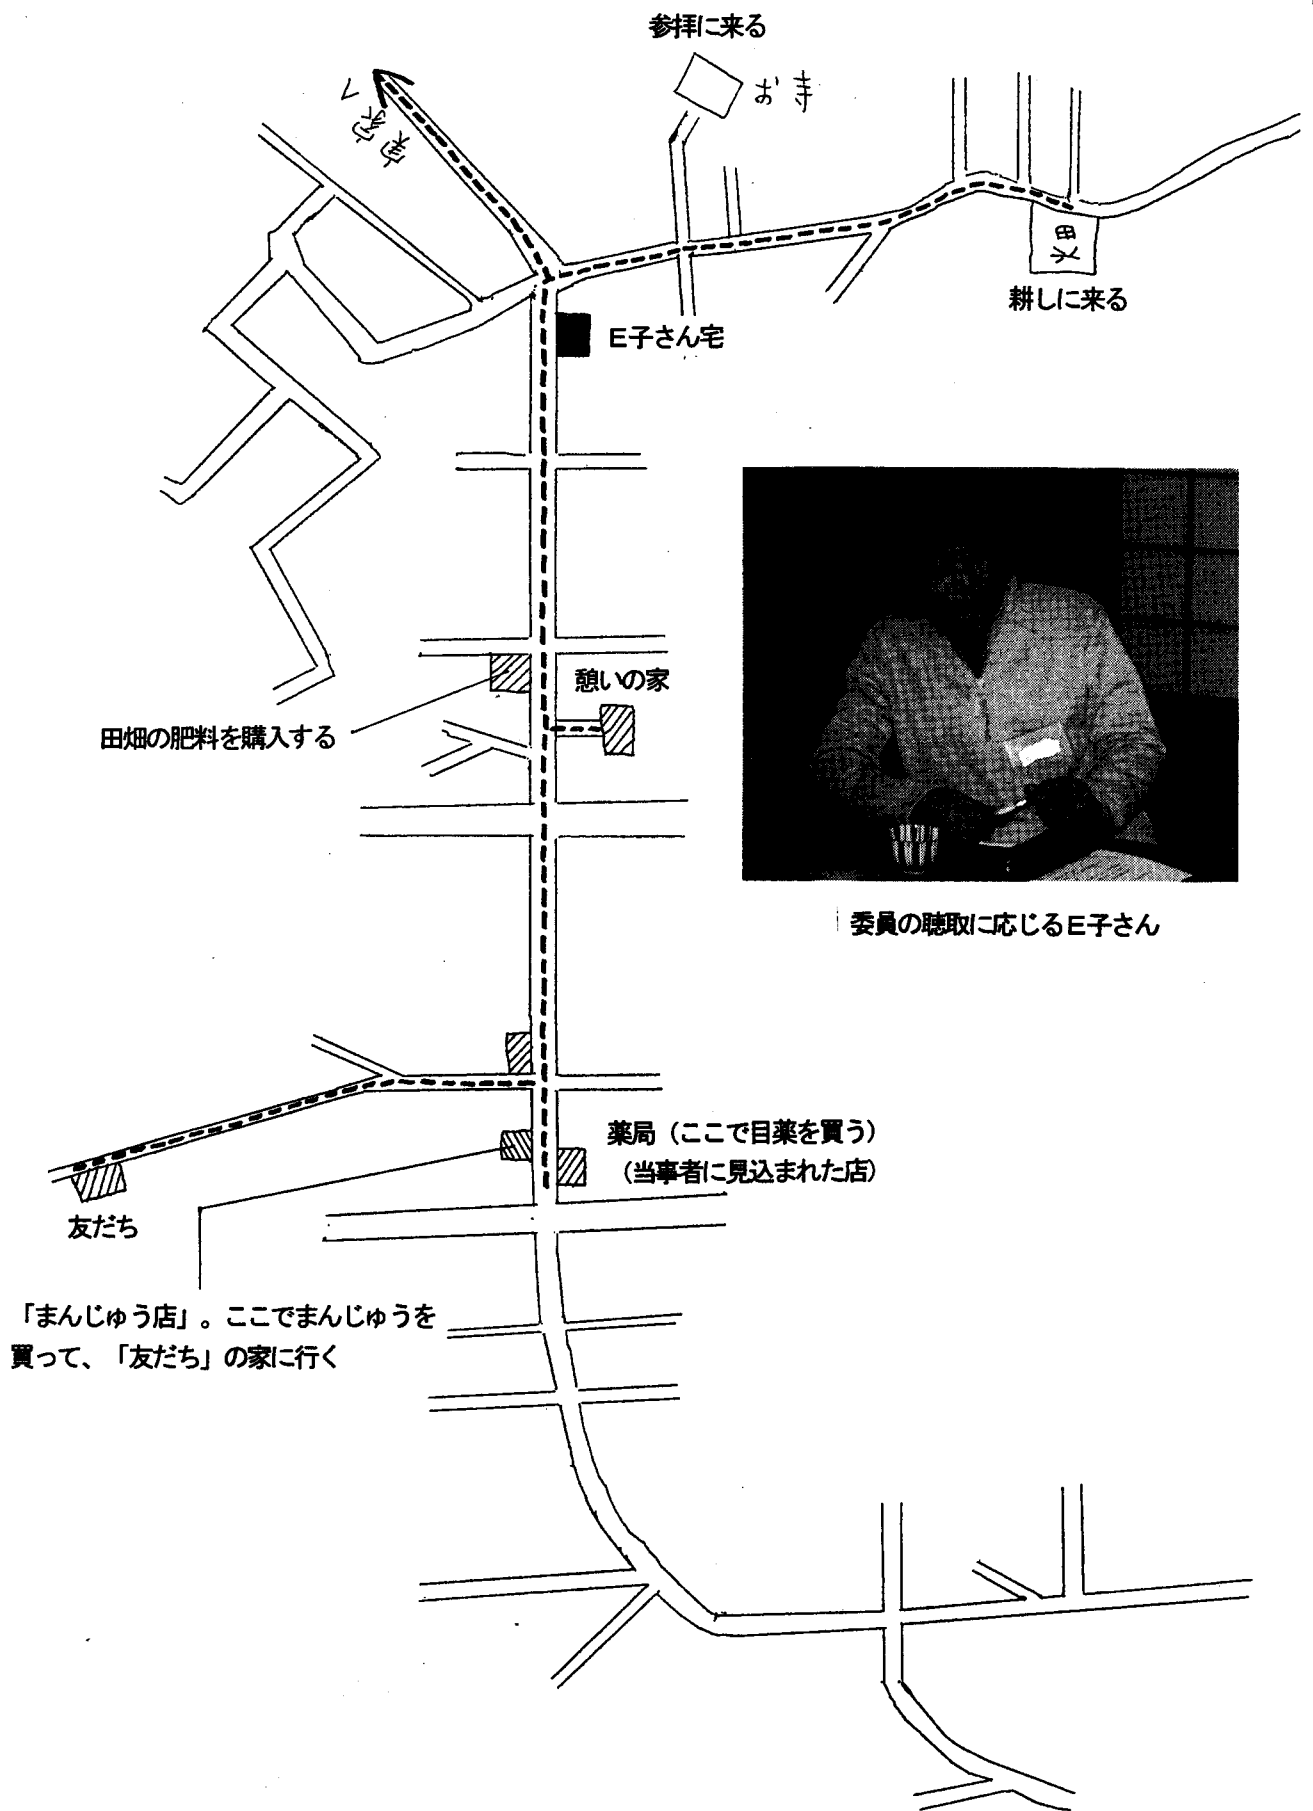 参拝に来る
お寺
実家へ
田
耕しに来る
E子さん宅
憩いの家
田畑の肥料を購入する
委員の聴取に応じるE子さん
薬局（ここで目薬を買う）
（当事者に見込まれた店）
友だち
「まんじゅう店」。ここでまんじゅうを
買って、「友だち」の家に行く